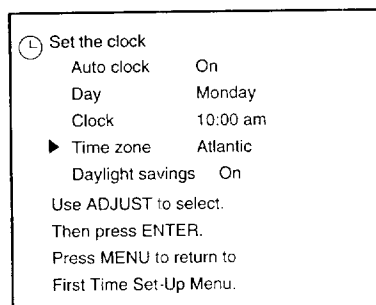 Set the clock
Auto clock On
Day Monday
Clock 10:00 am
Time zone Atlantic
Daylight savings On
Use ADJUST to select.
Then press ENTER.
Press MENU to return to
First Time Set-Up Menu.